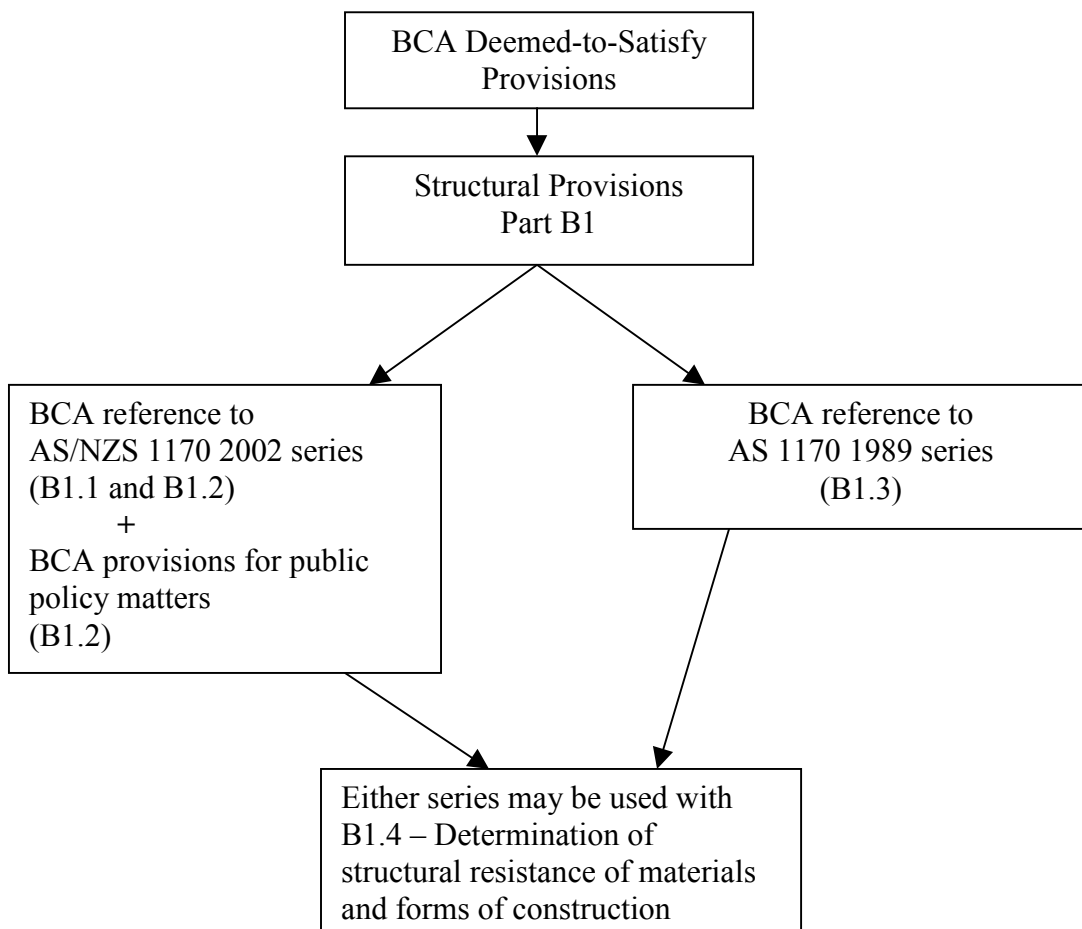 BCA Deemed-to-Satisfy
Provisions
Structural Provisions
Part B1
BCA reference to
AS/NZS 1170 2002 series
(B1.1 and B1.2)
+
BCA provisions for public
policy matters
(B1.2)
BCA reference to
AS 1170 1989 series
(B1.3)
Either series may be used with
B1.4 – Determination of
structural resistance of materials
and forms of construction